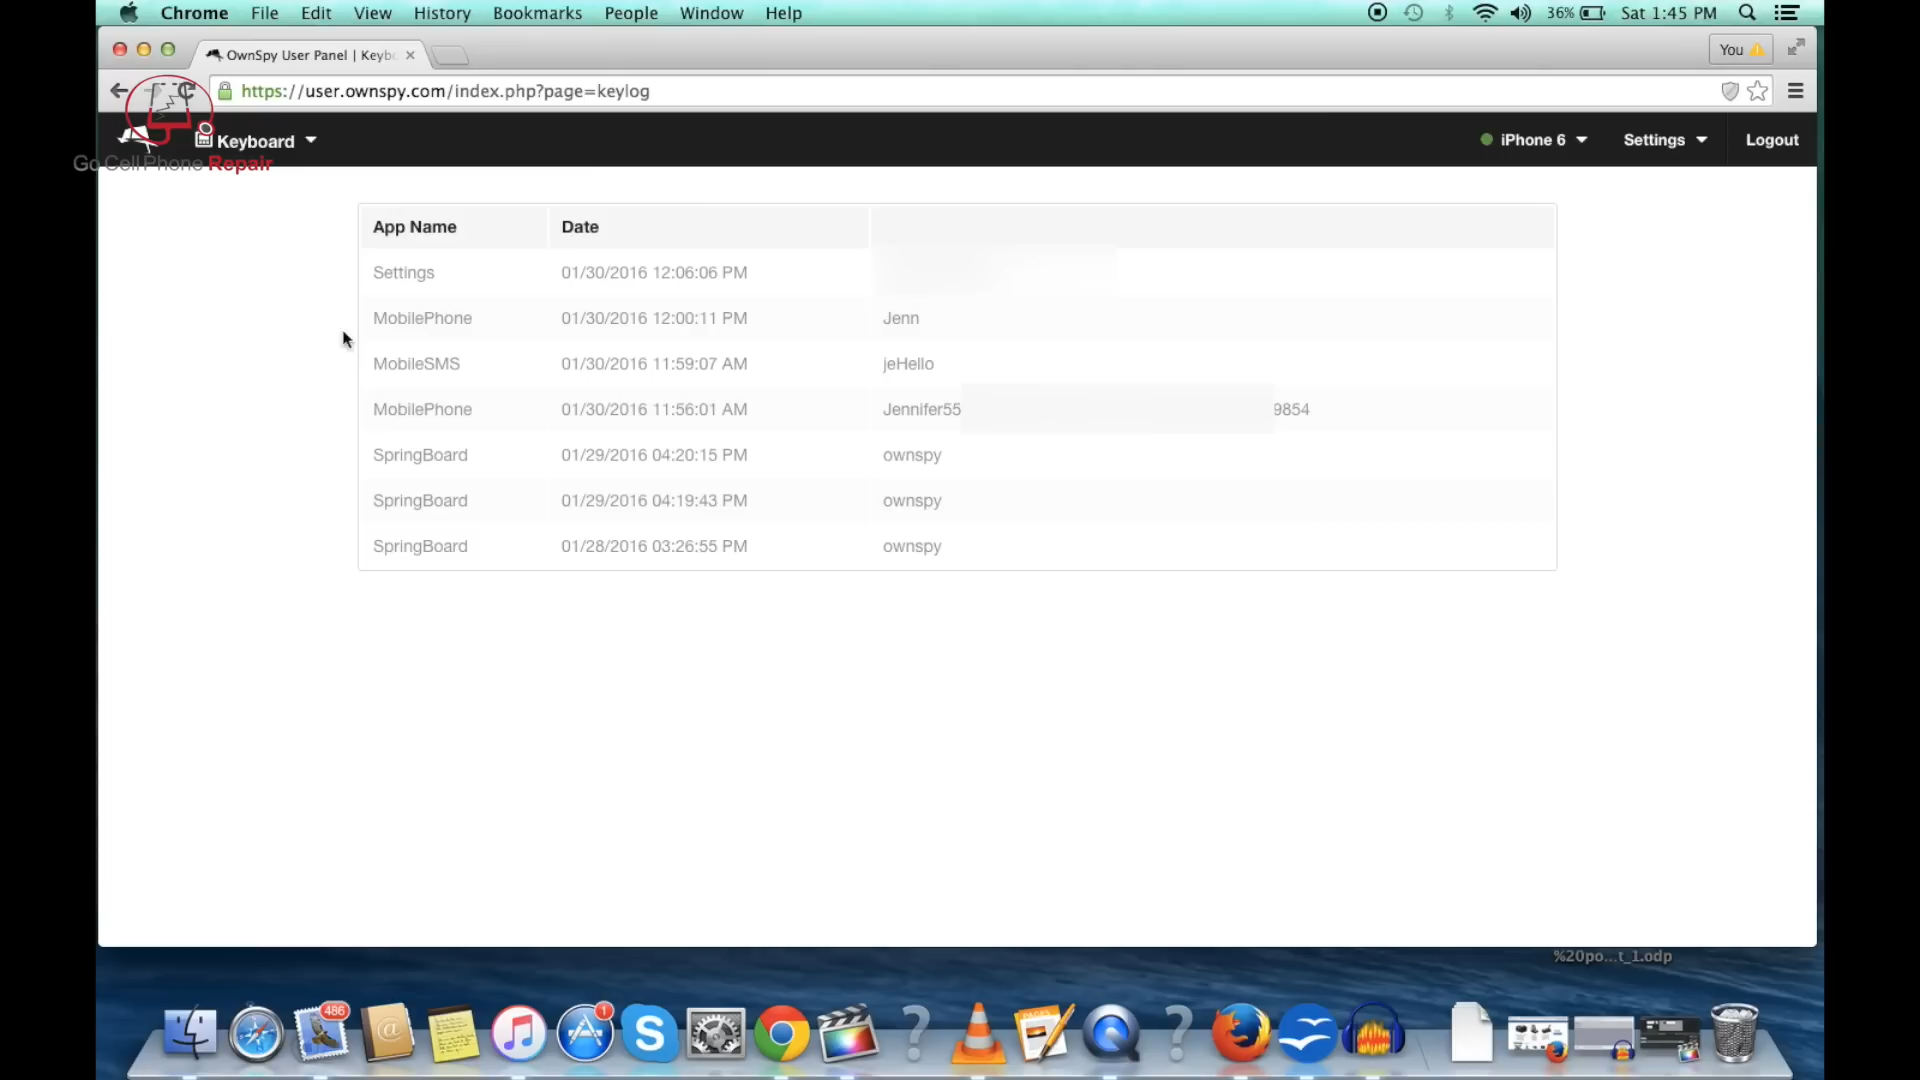 Chrome File Edit View History Bookmarks People Window Help 36% Sat 1:45 PM
OwnSpy User Panel | Keybo You
https://user.ownspy.com/index.php?page=keylog
Keyboard iPhone 6 Settings Logout
Go Cell Phone Repair
App Name Date
Settings 01/30/2016 12:06:06 PM
MobilePhone 01/30/2016 12:00:11 PM Jenn
MobileSMS 01/30/2016 11:59:07 AM jeHello
MobilePhone 01/30/2016 11:56:01 AM Jennifer55 9854
SpringBoard 01/29/2016 04:20:15 PM ownspy
SpringBoard 01/29/2016 04:19:43 PM ownspy
SpringBoard 01/28/2016 03:26:55 PM ownspy
%20po...t_1.odp
486
1